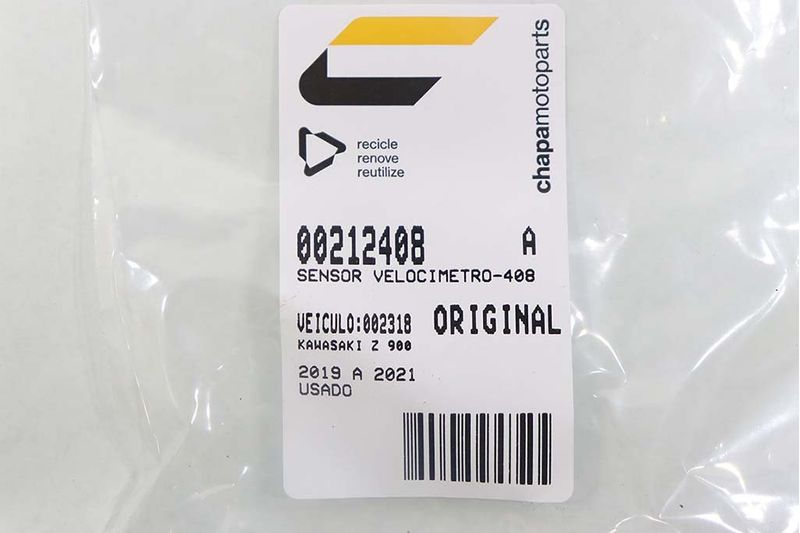 chapamotoparts
recicle
renove
reutilize
00212408 A
SENSOR VELOCIMETRO-408
VEICULO:002318 ORIGINAL
KAWASAKI Z 900
2019 A 2021
USADO